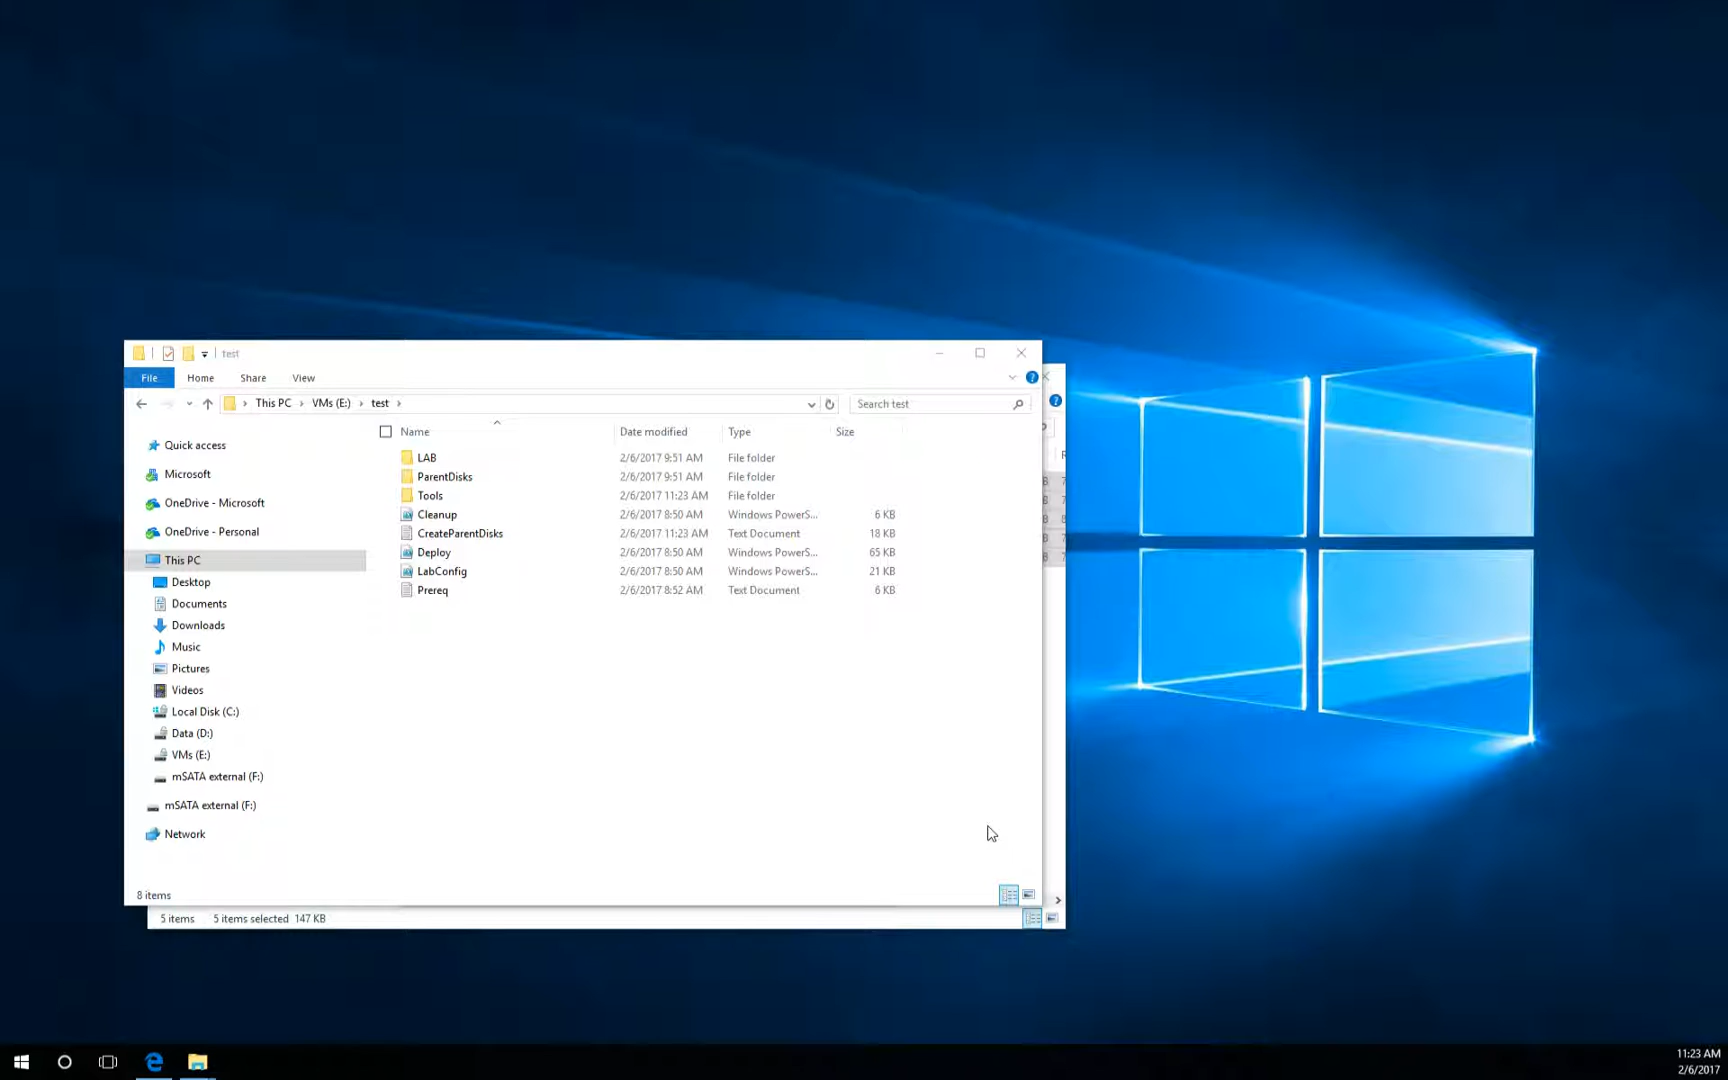 test
File Home Share View
This PC VMs (E:) test
Search test
Name Date modified Type Size
Quick access
Microsoft
OneDrive - Microsoft
OneDrive - Personal
This PC
Desktop
Documents
Downloads
Music
Pictures
Videos
Local Disk (C:)
Data (D:)
VMs (E:)
mSATA external (F:)
mSATA external (F:)
Network
LAB 2/6/2017 9:51 AM File folder
ParentDisks 2/6/2017 9:51 AM File folder
Tools 2/6/2017 11:23 AM File folder
Cleanup 2/6/2017 8:50 AM Windows PowerS... 6 KB
CreateParentDisks 2/6/2017 11:23 AM Text Document 18 KB
Deploy 2/6/2017 8:50 AM Windows PowerS... 65 KB
LabConfig 2/6/2017 8:50 AM Windows PowerS... 21 KB
Prereq 2/6/2017 8:52 AM Text Document 6 KB
8 items
5 items 5 items selected 147 KB
11:23 AM
2/6/2017